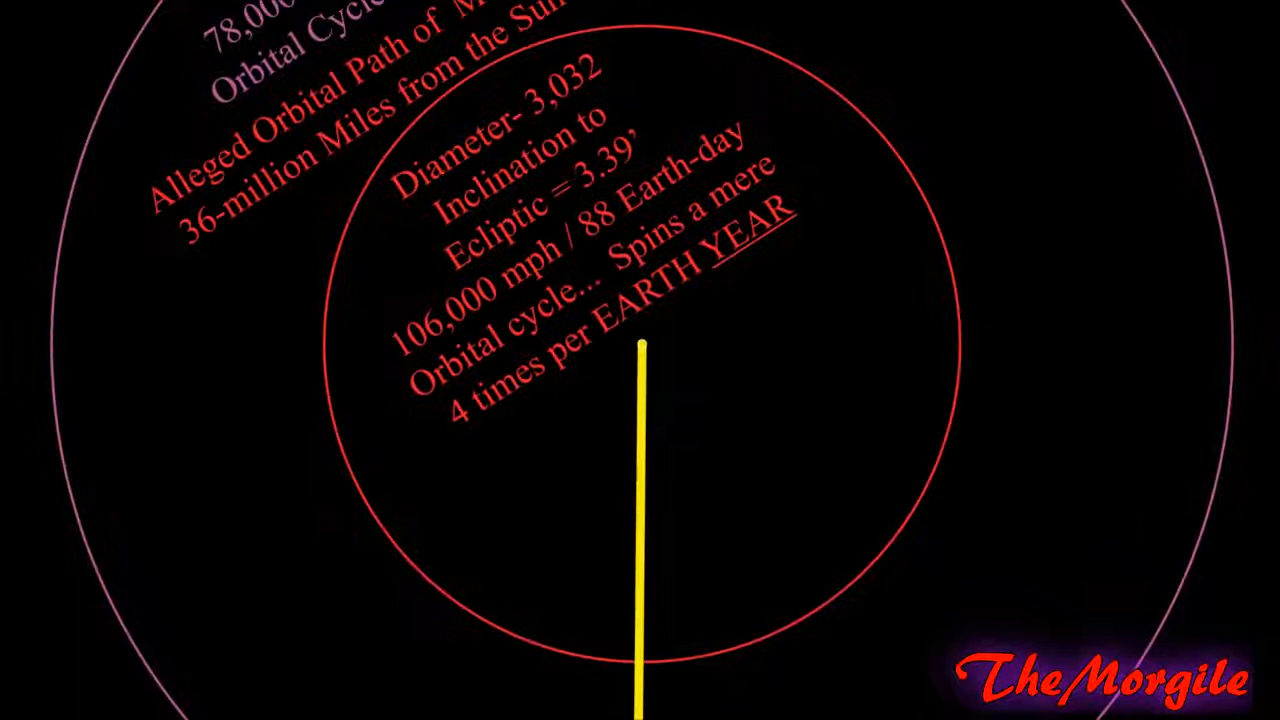 78,000
Orbital Cycle
Alleged Orbital Path of 'M
36-million Miles from the Sun
Diameter- 3,032
Inclination to
Ecliptic = 3.39’
106,000 mph / 88 Earth-day
Orbital cycle... Spins a mere
4 times per EARTH YEAR
TheMorgile